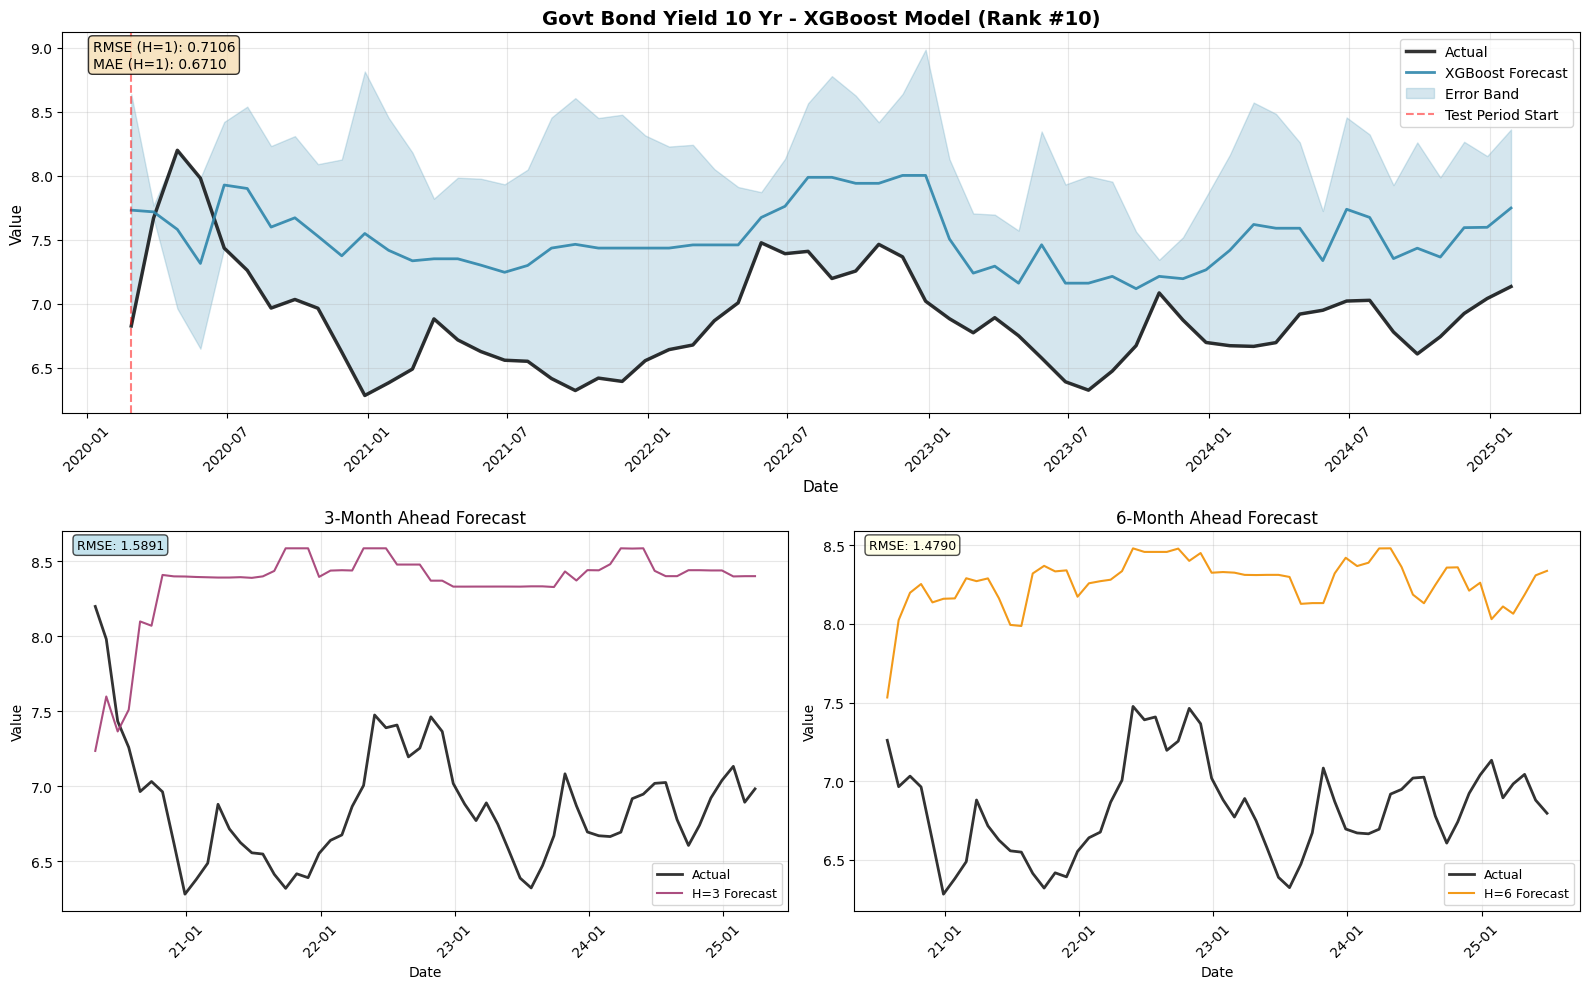 Govt Bond Yield 10 Yr - XGBoost Model (Rank #10)
RMSE (H=1): 0.7106
MAE (H=1): 0.6710
Actual
XGBoost Forecast
Error Band
Test Period Start
Value
9.0
8.5
8.0
7.5
7.0
6.5
2020-01
2020-07
2021-01
2021-07
2022-01
2022-07
2023-01
2023-07
2024-01
2024-07
2025-01
Date
3-Month Ahead Forecast
RMSE: 1.5891
Value
8.5
8.0
7.5
7.0
6.5
Actual
H=3 Forecast
21-01
22-01
23-01
24-01
25-01
Date
6-Month Ahead Forecast
RMSE: 1.4790
Value
8.5
8.0
7.5
7.0
6.5
Actual
H=6 Forecast
21-01
22-01
23-01
24-01
25-01
Date